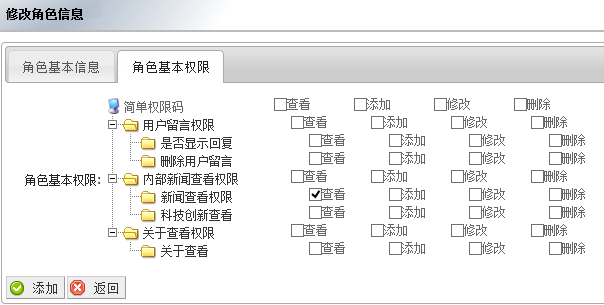 修改角色信息
角色基本信息 角色基本权限
简单权限码 查看 添加 修改 删除
用户留言权限 查看 添加 修改 删除
是否显示回复 查看 添加 修改 删除
删除用户留言 查看 添加 修改 删除
角色基本权限: 内部新闻查看权限 查看 添加 修改 删除
新闻查看权限 查看 添加 修改 删除
科技创新查看 查看 添加 修改 删除
关于查看权限 查看 添加 修改 删除
关于查看 查看 添加 修改 删除
添加 返回